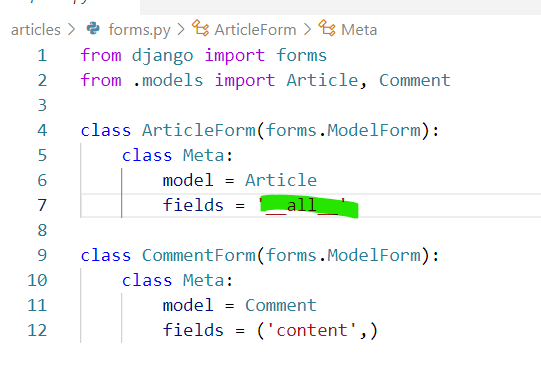 articles > forms.py > ArticleForm > Meta
1 from django import forms
2 from .models import Article, Comment
3
4 class ArticleForm(forms.ModelForm):
5     class Meta:
6         model = Article
7         fields = '__all__'
8
9 class CommentForm(forms.ModelForm):
10     class Meta:
11         model = Comment
12         fields = ('content',)